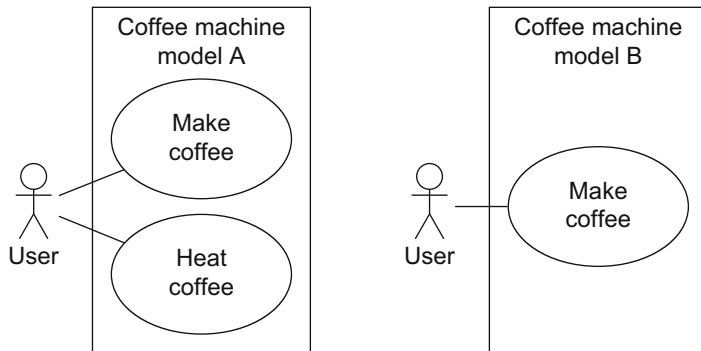 Coffee machine
model A
Make
coffee
User
Heat
coffee
Coffee machine
model B
Make
coffee
User